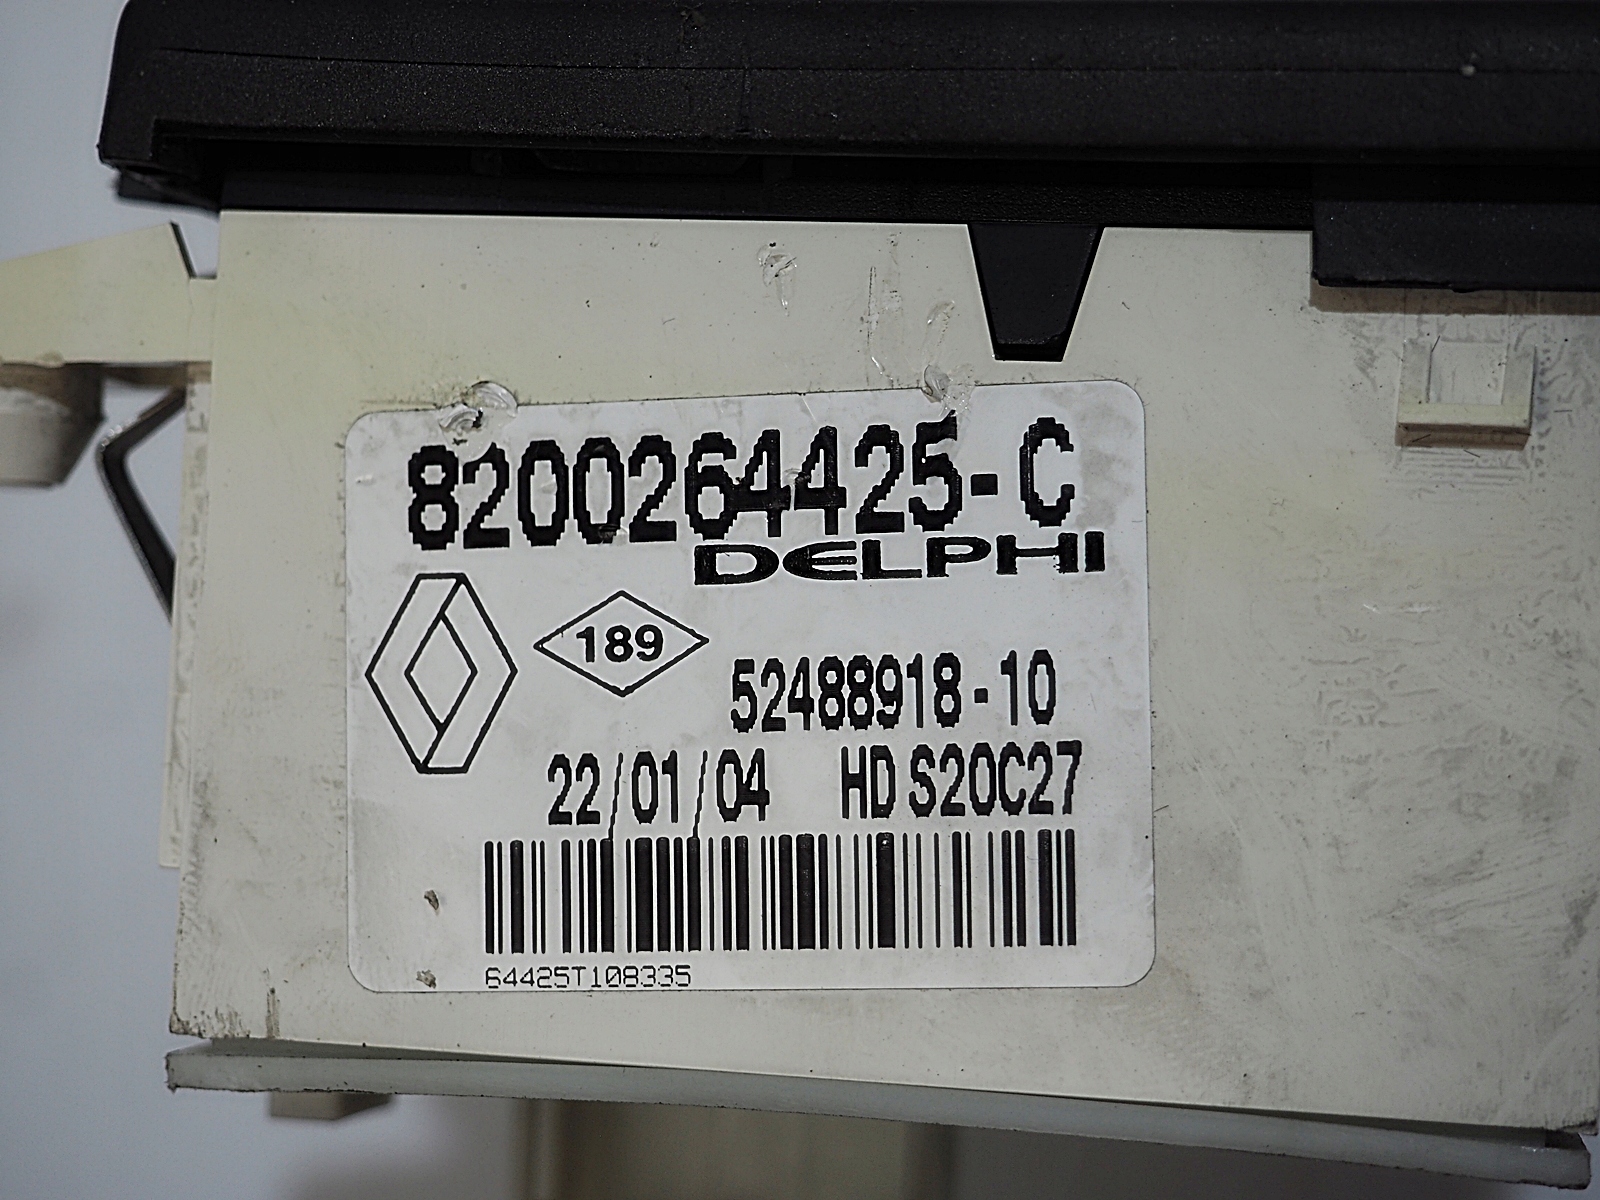 8200264425-C
DELPHI
189
52488918-10
22/01/04 HD S20C27
64425T108335